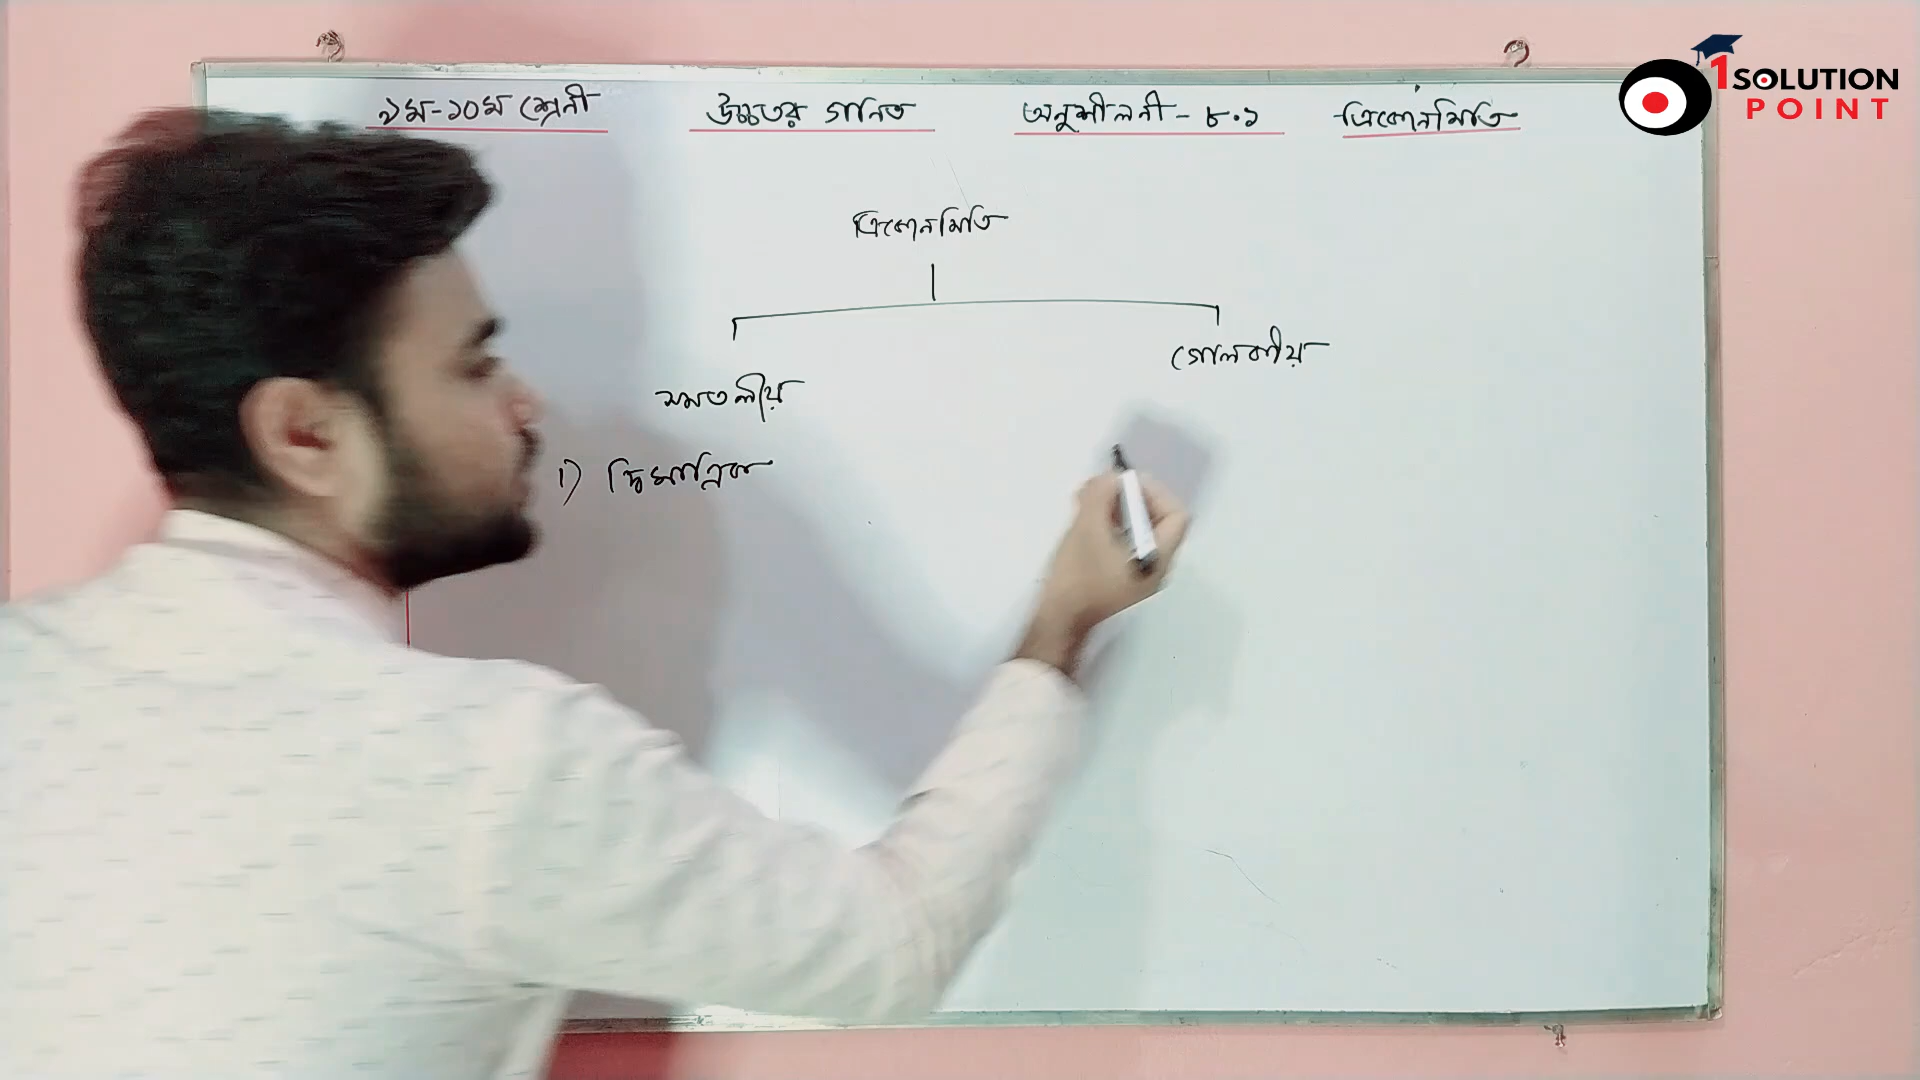 ৯ম-১০ম শ্রেনী উচ্চতর গনিত অনুশীলনী - ৮.১ ত্রিকোনমিতি
1SOLUTION
POINT
ত্রিকোনমিতি
সমতলীয় গোলকীয়
1) দ্বিমাত্রিক